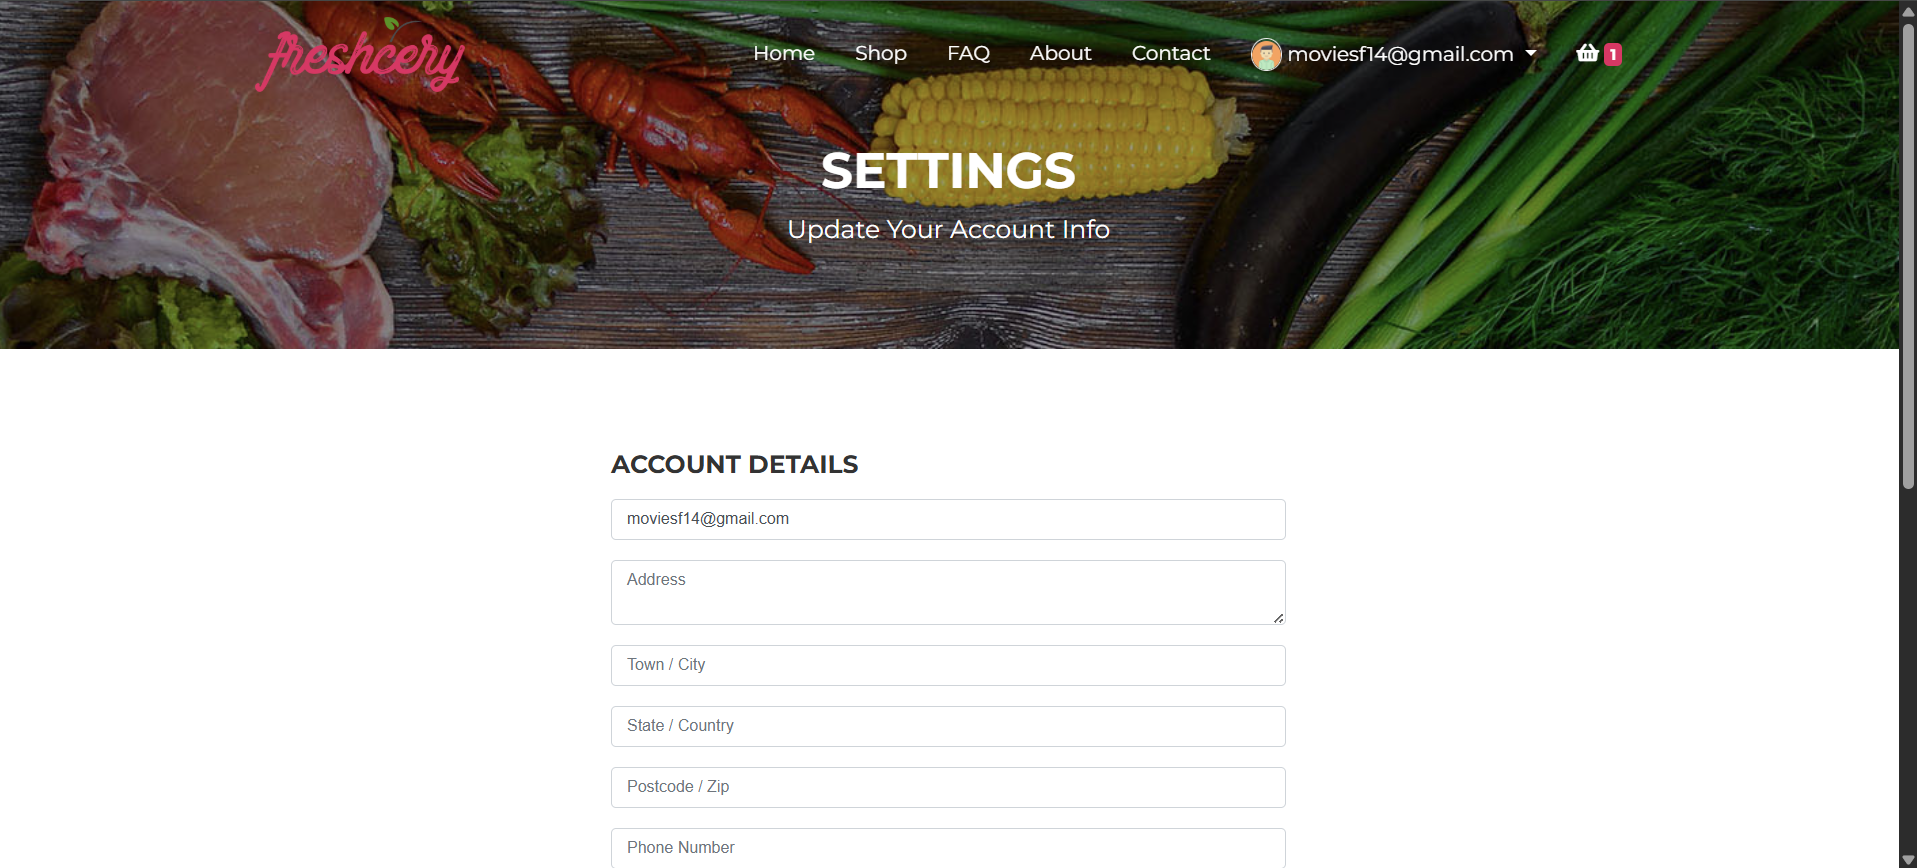 freshcery
Home Shop FAQ About Contact moviesf14@gmail.com 1
SETTINGS
Update Your Account Info
ACCOUNT DETAILS
moviesf14@gmail.com
Address
Town / City
State / Country
Postcode / Zip
Phone Number